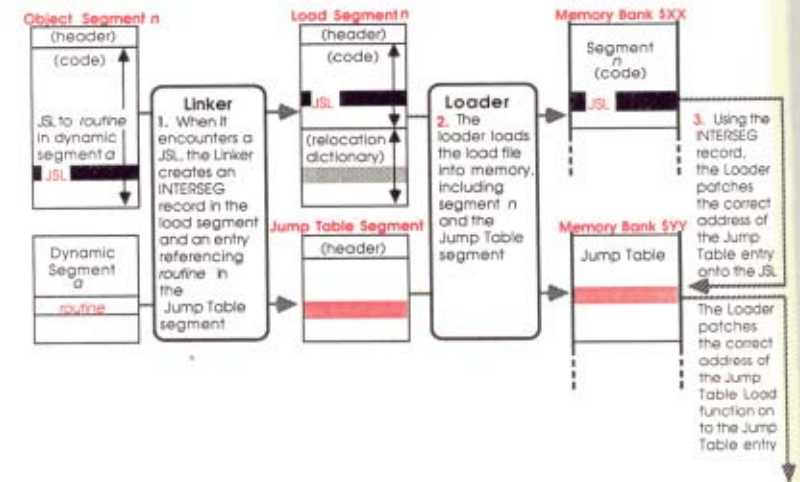 Object Segment n
(header)
(code)
JSL to routine
in dynamic
segment a
JSL
Dynamic
Segment
a
routine
Linker
1. When it
encounters a
JSL, the Linker
creates an
INTERSEG
record in the
load segment
and an entry
referencing
routine in
the
Jump Table
segment
Load Segment n
(header)
(code)
JSL
(relocation
dictionary)
Jump Table Segment
(header)
Loader
2. The
loader loads
the load file
into memory,
including
segment n
and the
Jump Table
segment
Memory Bank $XX
Segment
n
(code)
JSL
Memory Bank $YY
Jump Table
3. Using the
INTERSEG
record,
the Loader
patches
the correct
address of
the Jump
Table entry
onto the JSL
The Loader
patches
the correct
address of
the Jump
Table Load
function on
to the Jump
Table entry